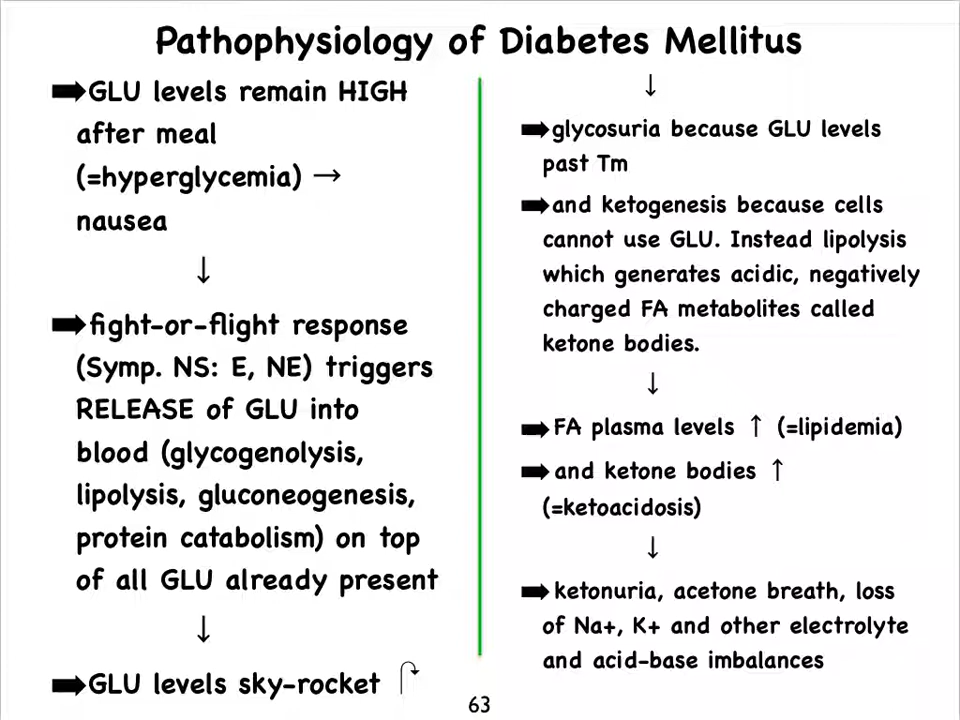 Pathophysiology of Diabetes Mellitus
➡GLU levels remain HIGH
after meal
(=hyperglycemia) →
nausea
↓
➡fight-or-flight response
(Symp. NS: E, NE) triggers
RELEASE of GLU into
blood (glycogenolysis,
lipolysis, gluconeogenesis,
protein catabolism) on top
of all GLU already present
↓
➡GLU levels sky-rocket
↓
➡glycosuria because GLU levels
past Tm
➡and ketogenesis because cells
cannot use GLU. Instead lipolysis
which generates acidic, negatively
charged FA metabolites called
ketone bodies.
↓
➡FA plasma levels ↑ (=lipidemia)
➡and ketone bodies ↑
(=ketoacidosis)
↓
➡ketonuria, acetone breath, loss
of Na+, K+ and other electrolyte
and acid-base imbalances
63